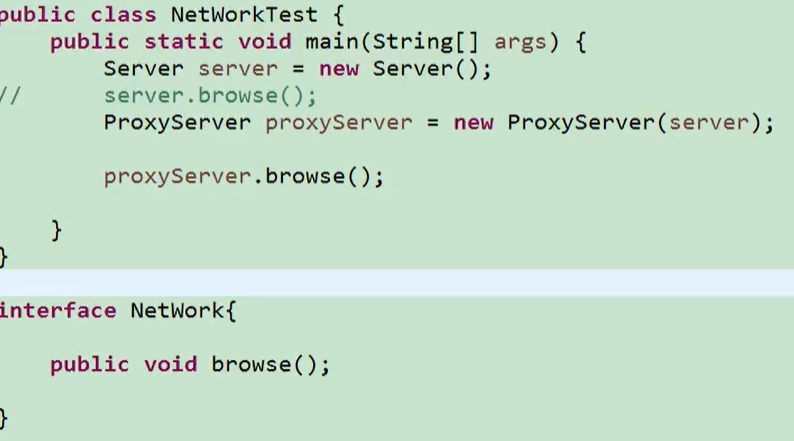 public class NetWorkTest {
public static void main(String[] args) {
Server server = new Server();
// server.browse();
ProxyServer proxyServer = new ProxyServer(server);
proxyServer.browse();
}
}
interface NetWork{
public void browse();
}